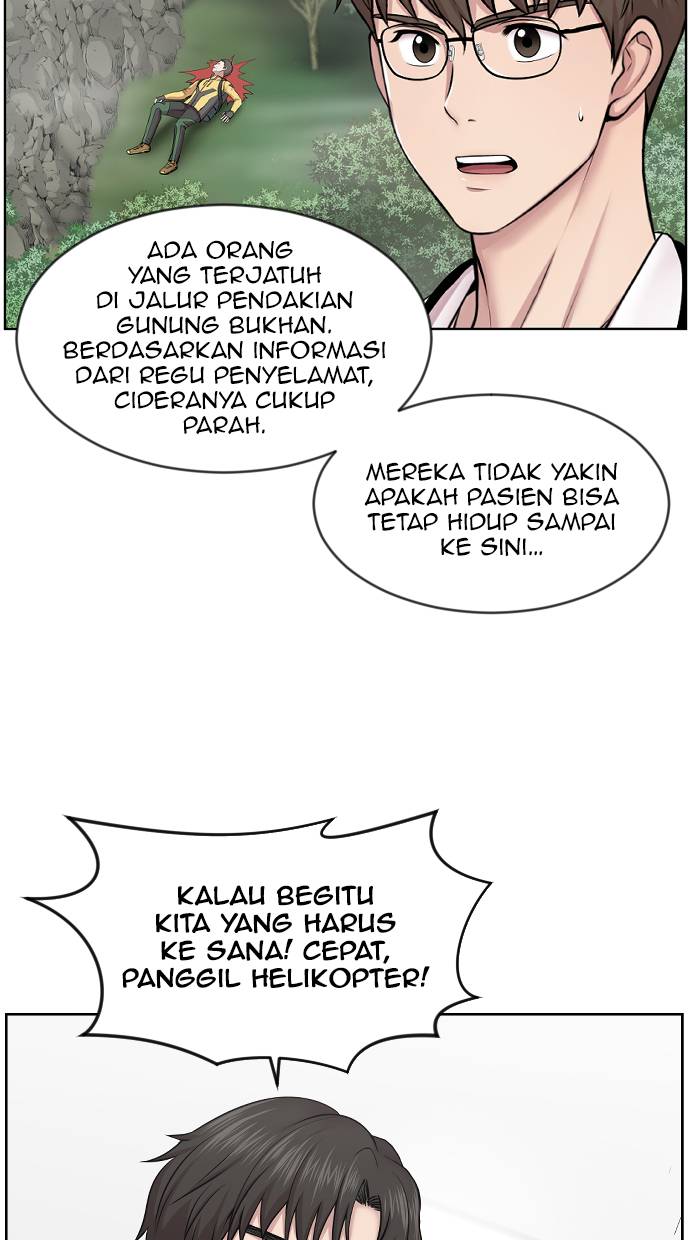 ADA ORANG
YANG TERJATUH
DI JALUR PENDAKIAN
GUNUNG BUKHAN.
BERDASARKAN INFORMASI
DARI REGU PENYELAMAT,
CIDERANYA CUKUP
PARAH.
MEREKA TIDAK YAKIN
APAKAH PASIEN BISA
TETAP HIDUP SAMPAI
KE SINI...
KALAU BEGITU
KITA YANG HARUS
KE SANA! CEPAT,
PANGGIL HELIKOPTER!